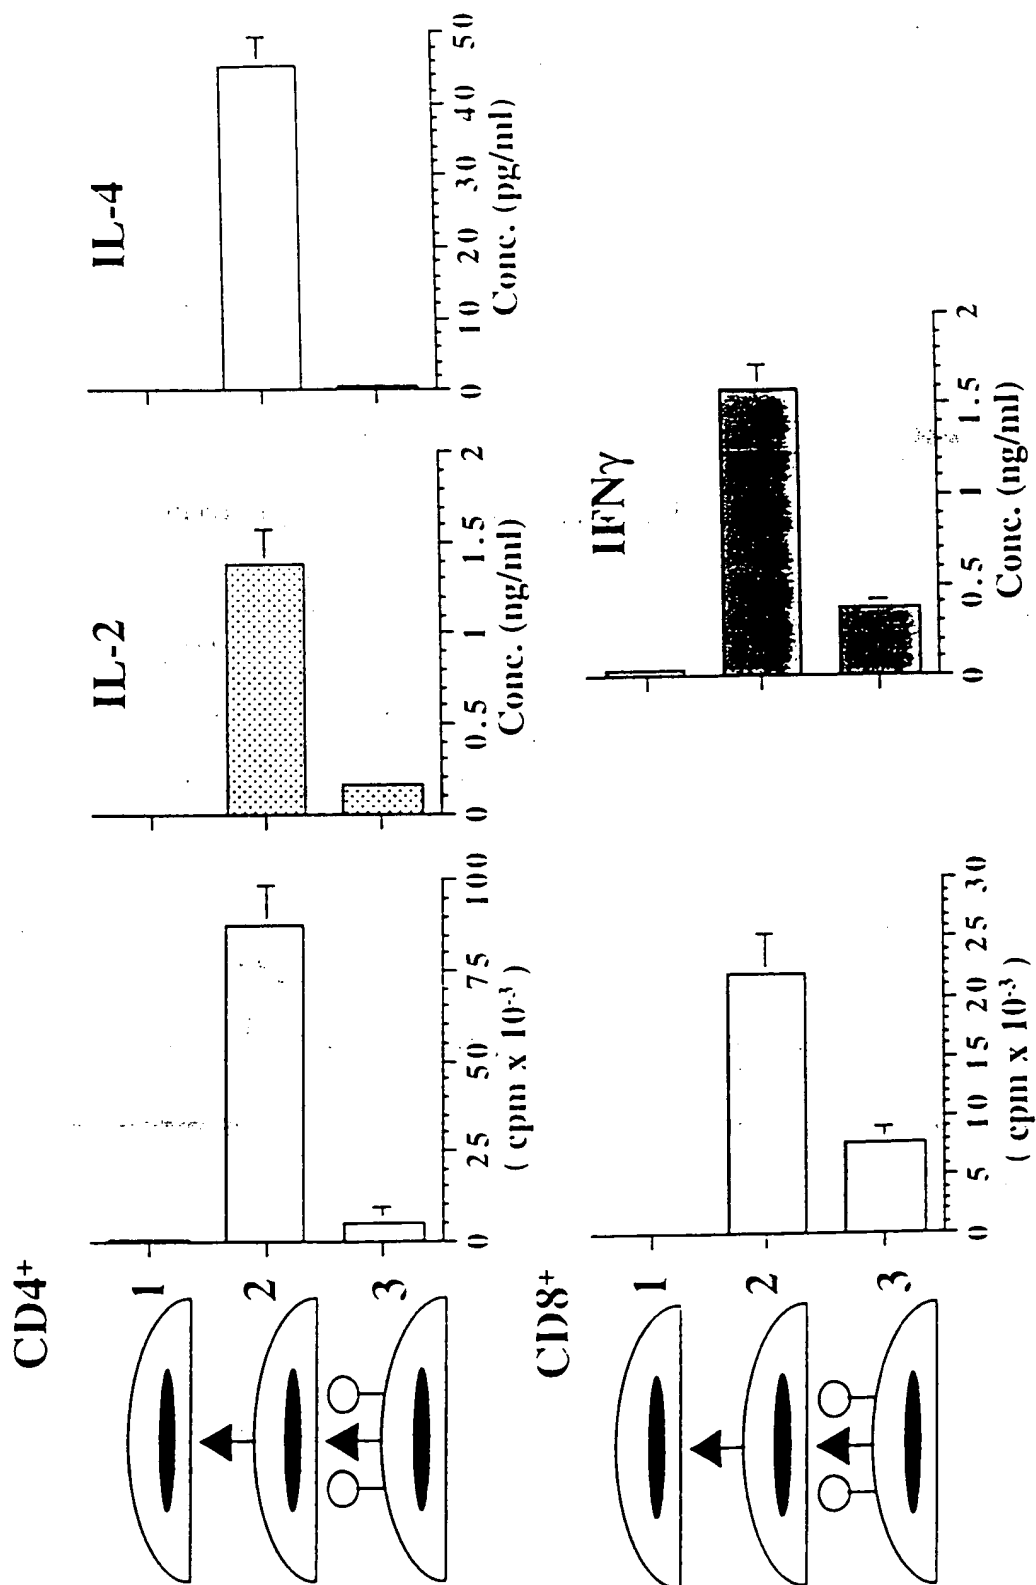 CD4+
IL-2
IL-4
1
2
3
0 25 50 75 100
( cpm x 10-3 )
0 0.5 1 1.5 2
Conc. (ng/ml)
0 10 20 30 40 50
Conc. (pg/ml)
CD8+
IFNγ
1
2
3
0 5 10 15 20 25 30
( cpm x 10-3 )
0 0.5 1 1.5 2
Conc. (ng/ml)